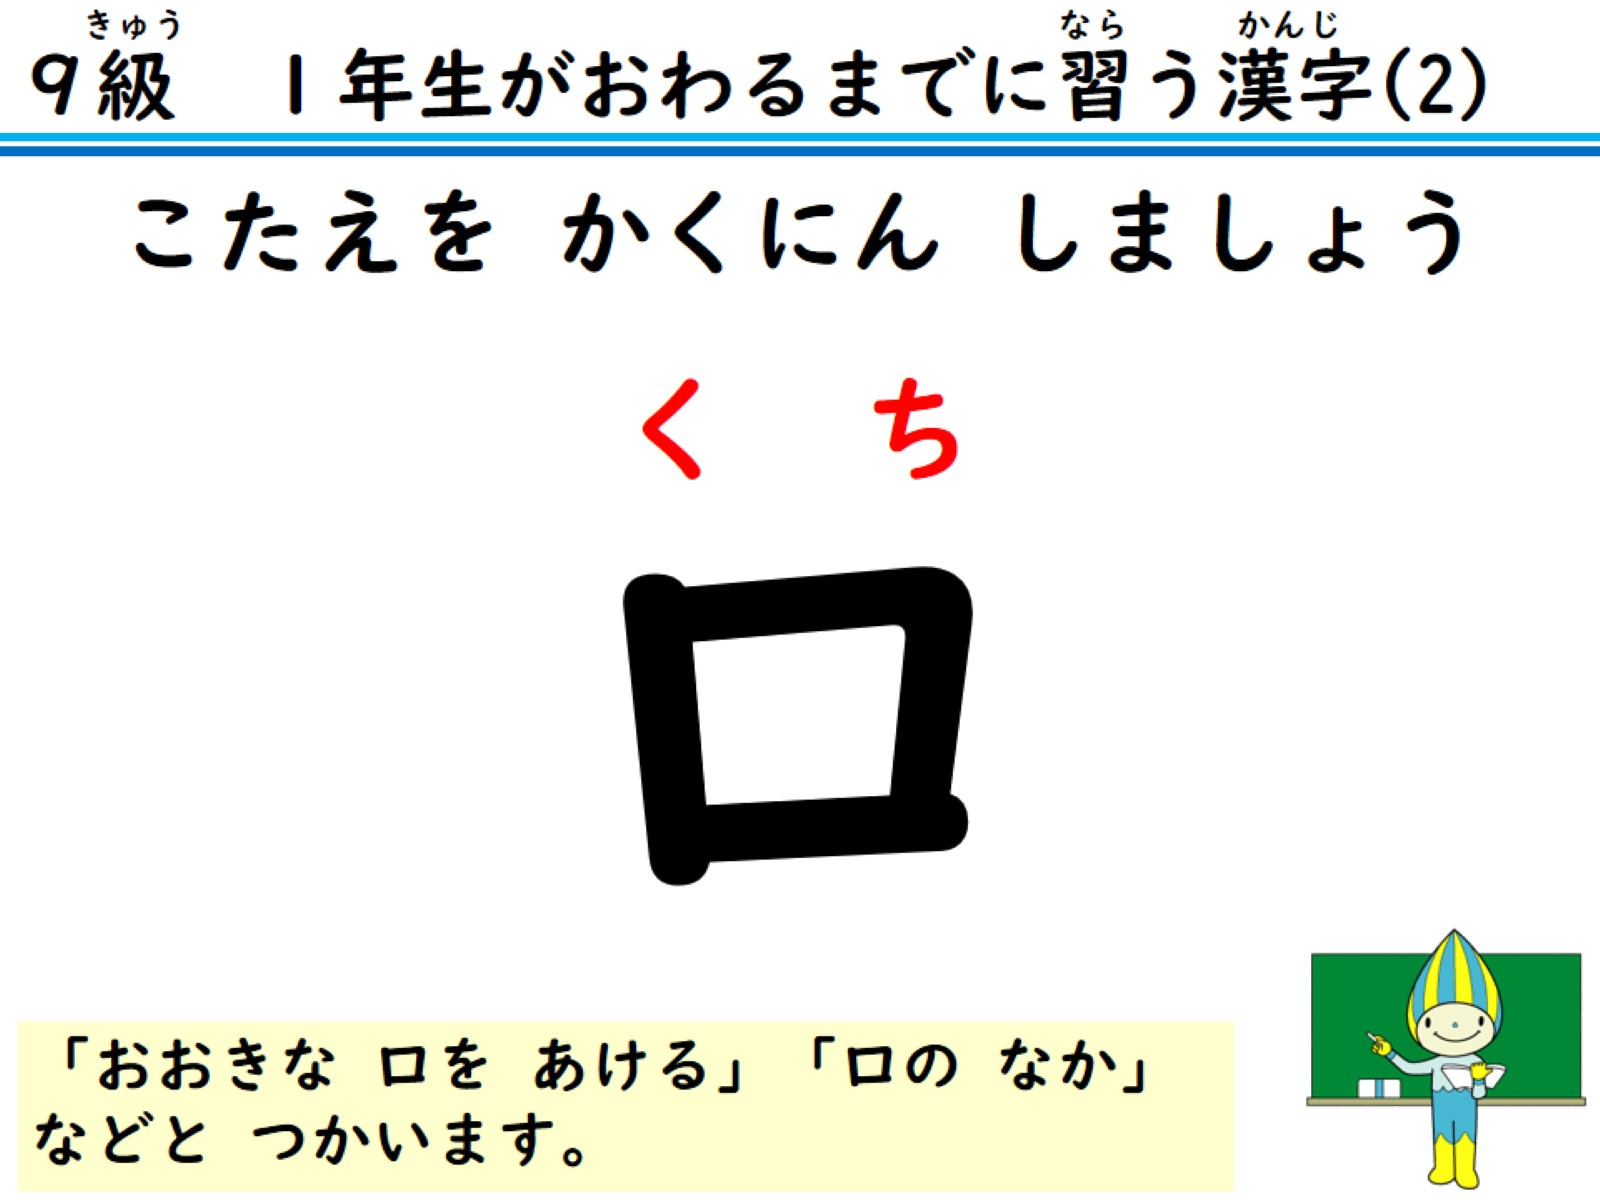 きゅう なら かんじ
9級 1年生がおわるまでに習う漢字(2)
こたえを かくにん しましょう
く ち
口
「おおきな 口を あける」「口の なか」
などと つかいます。